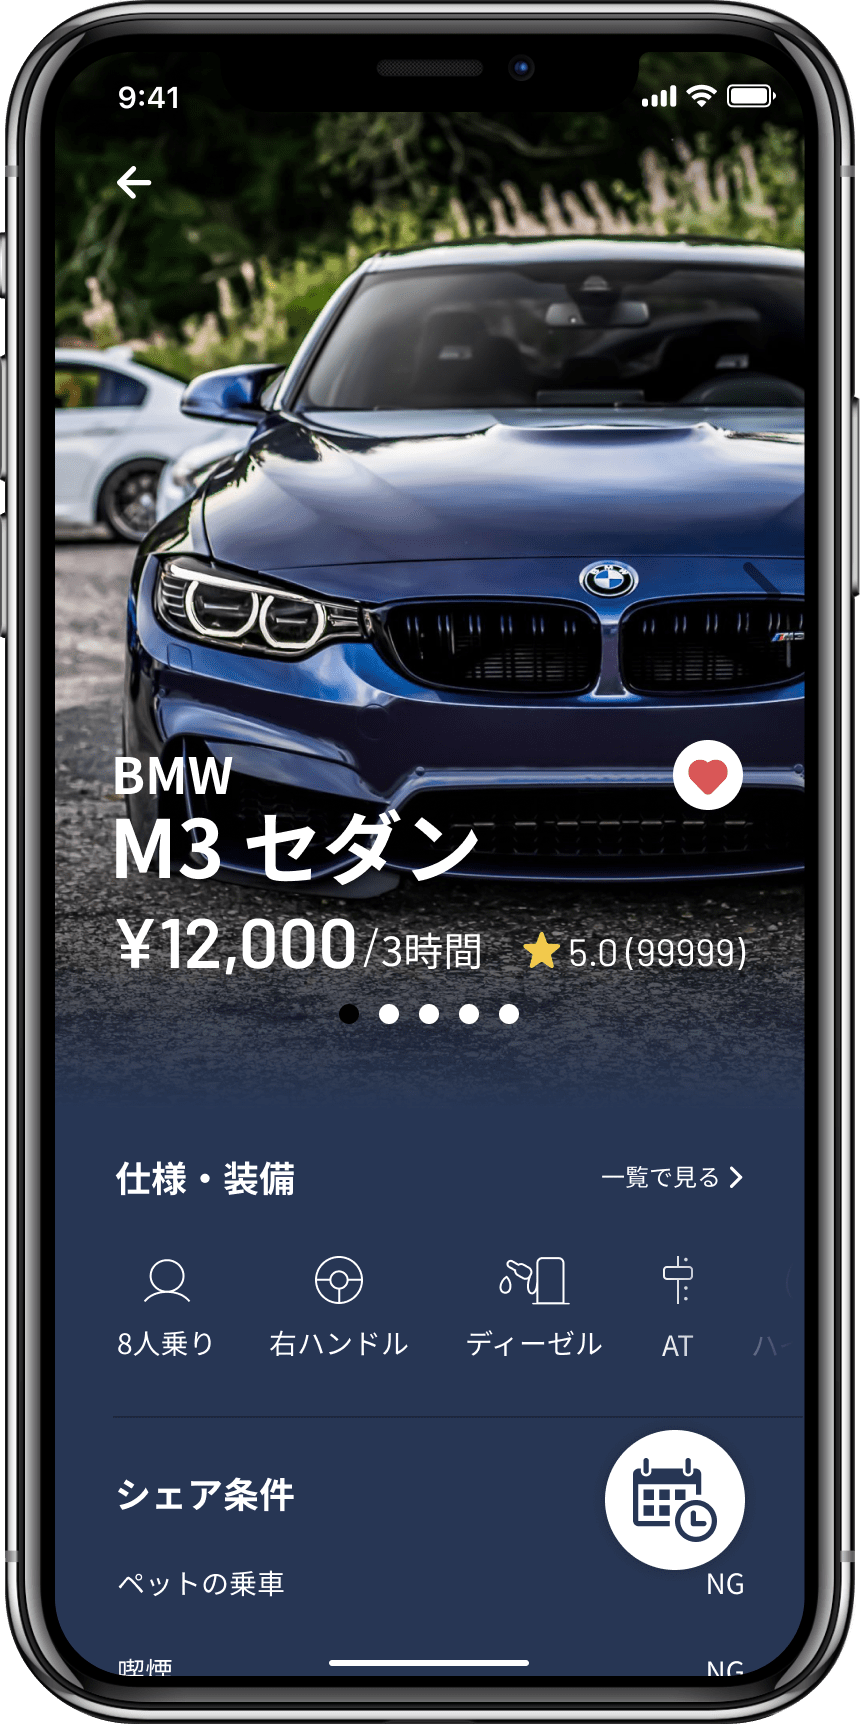 9:41
BMW
M3 セダン
¥12,000/3時間 5.0(99999)
仕様・装備 一覧で見る
8人乗り 右ハンドル ディーゼル AT
シェア条件
ペットの乗車 NG
喫煙 NG